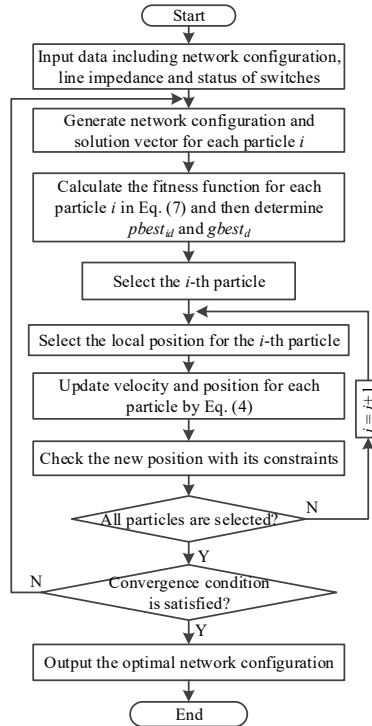 Start
Input data including network configuration,
line impedance and status of switches
Generate network configuration and
solution vector for each particle i
Calculate the fitness function for each
particle i in Eq. (7) and then determine
pbest_id and gbest_d
Select the i-th particle
Select the local position for the i-th particle
Update velocity and position for each
particle by Eq. (4)
i = i+1
Check the new position with its constraints
All particles are selected?
N
Y
N
Convergence condition
is satisfied?
Y
Output the optimal network configuration
End